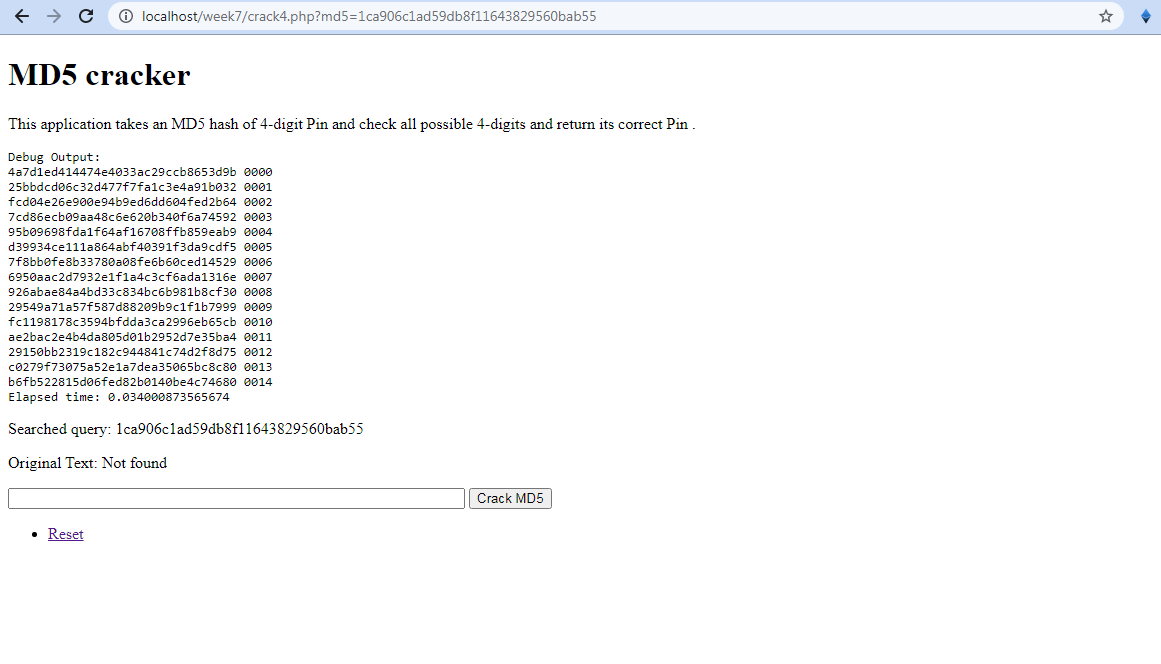 localhost/week7/crack4.php?md5=1ca906c1ad59db8f11643829560bab55
MD5 cracker
This application takes an MD5 hash of 4-digit Pin and check all possible 4-digits and return its correct Pin .
Debug Output:
4a7d1ed414474e4033ac29ccb8653d9b 0000
25bbdcd06c32d477f7fa1c3e4a91b032 0001
fcd04e26e900e94b9ed6dd604fed2b64 0002
7cd86ecb09aa48c6e620b340f6a74592 0003
95b09698fda1f64af16708ffb859eab9 0004
d39934ce111a864abf40391f3da9cdf5 0005
7f8bb0fe8b33780a08fe6b60ced14529 0006
6950aac2d7932e1f1a4c3cf6ada1316e 0007
926abae84a4bd33c834bc6b981b8cf30 0008
29549a71a57f587d88209b9c1f1b7999 0009
fc1198178c3594bfdda3ca2996eb65cb 0010
ae2bac2e4b4da805d01b2952d7e35ba4 0011
29150bb2319c182c944841c74d2f8d75 0012
c0279f73075a52e1a7dea35065bc8c80 0013
b6fb522815d06fed82b0140be4c74680 0014
Elapsed time: 0.034000873565674
Searched query: 1ca906c1ad59db8f11643829560bab55
Original Text: Not found
Crack MD5
Reset